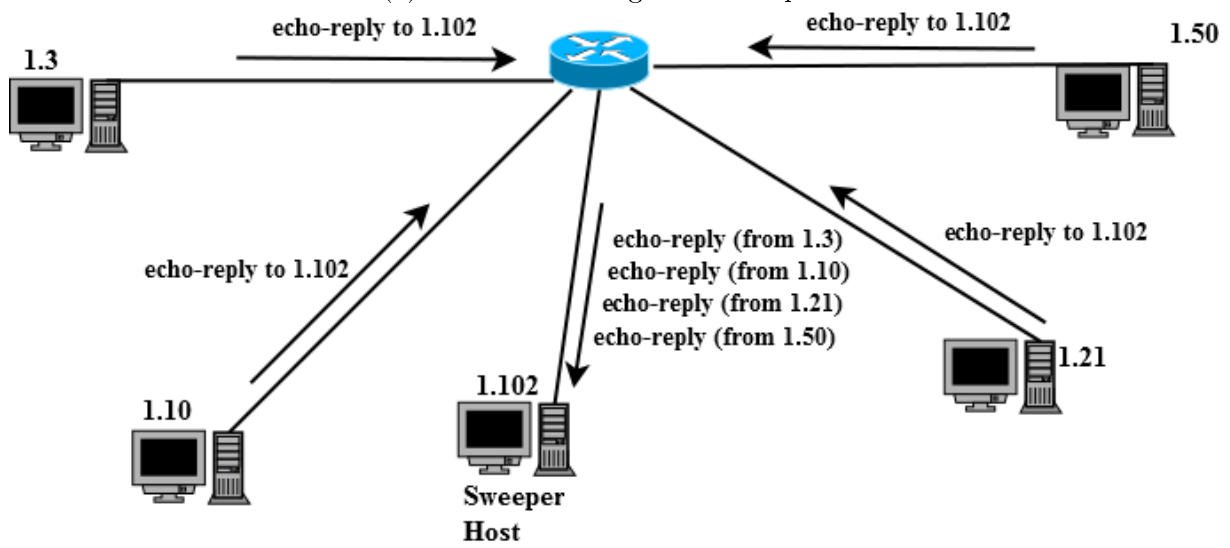 echo-reply to 1.102
echo-reply to 1.102
1.50
1.3
echo-reply to 1.102
echo-reply (from 1.3)
echo-reply (from 1.10)
echo-reply (from 1.21)
echo-reply (from 1.50)
echo-reply to 1.102
1.21
1.10
1.102
Sweeper
Host